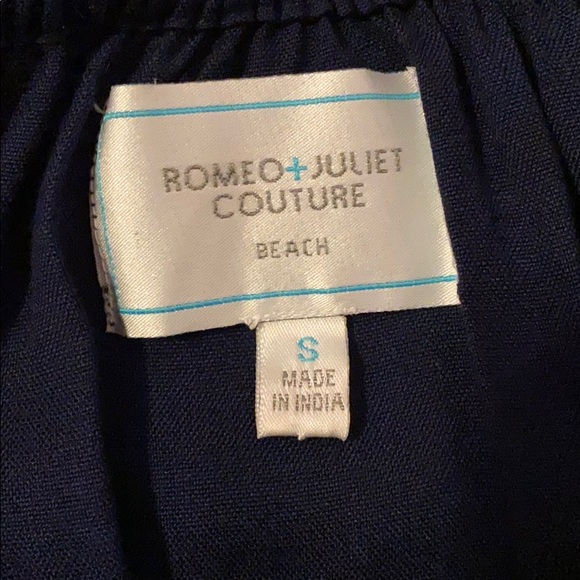 ROMEO+JULIET
COUTURE
BEACH
S
MADE
IN INDIA